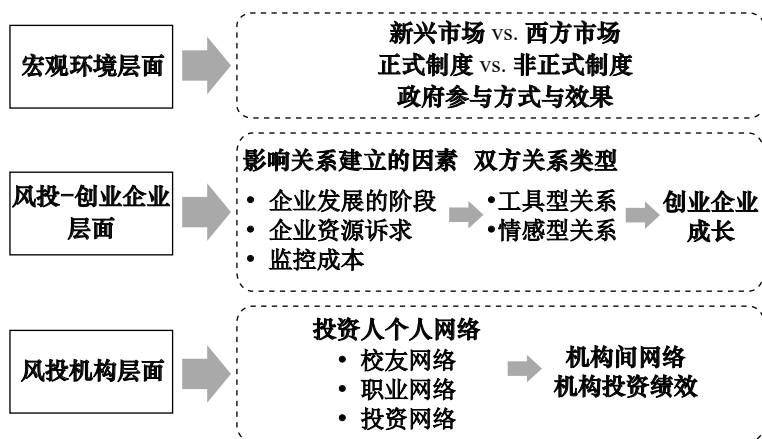 宏观环境层面
新兴市场 vs. 西方市场
正式制度 vs. 非正式制度
政府参与方式与效果
风投-创业企业
层面
影响关系建立的因素 双方关系类型
• 企业发展的阶段
• 企业资源诉求
• 监控成本
•工具型关系
•情感型关系
创业企业
成长
风投机构层面
投资人个人网络
• 校友网络
• 职业网络
• 投资网络
机构间网络
机构投资绩效